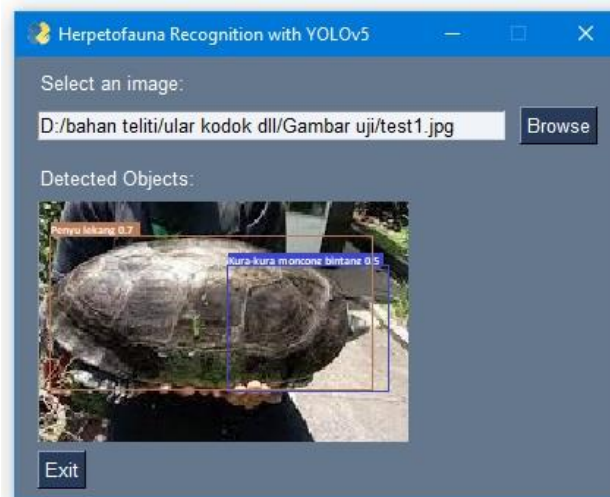 Herpetofauna Recognition with YOLOv5
Select an image:
D:/bahan teliti/ular kodok dll/Gambar uji/test1.jpg
Browse
Detected Objects:
Penyu lekang 0.7
Kura-kura moncong bintang 0.5
Exit